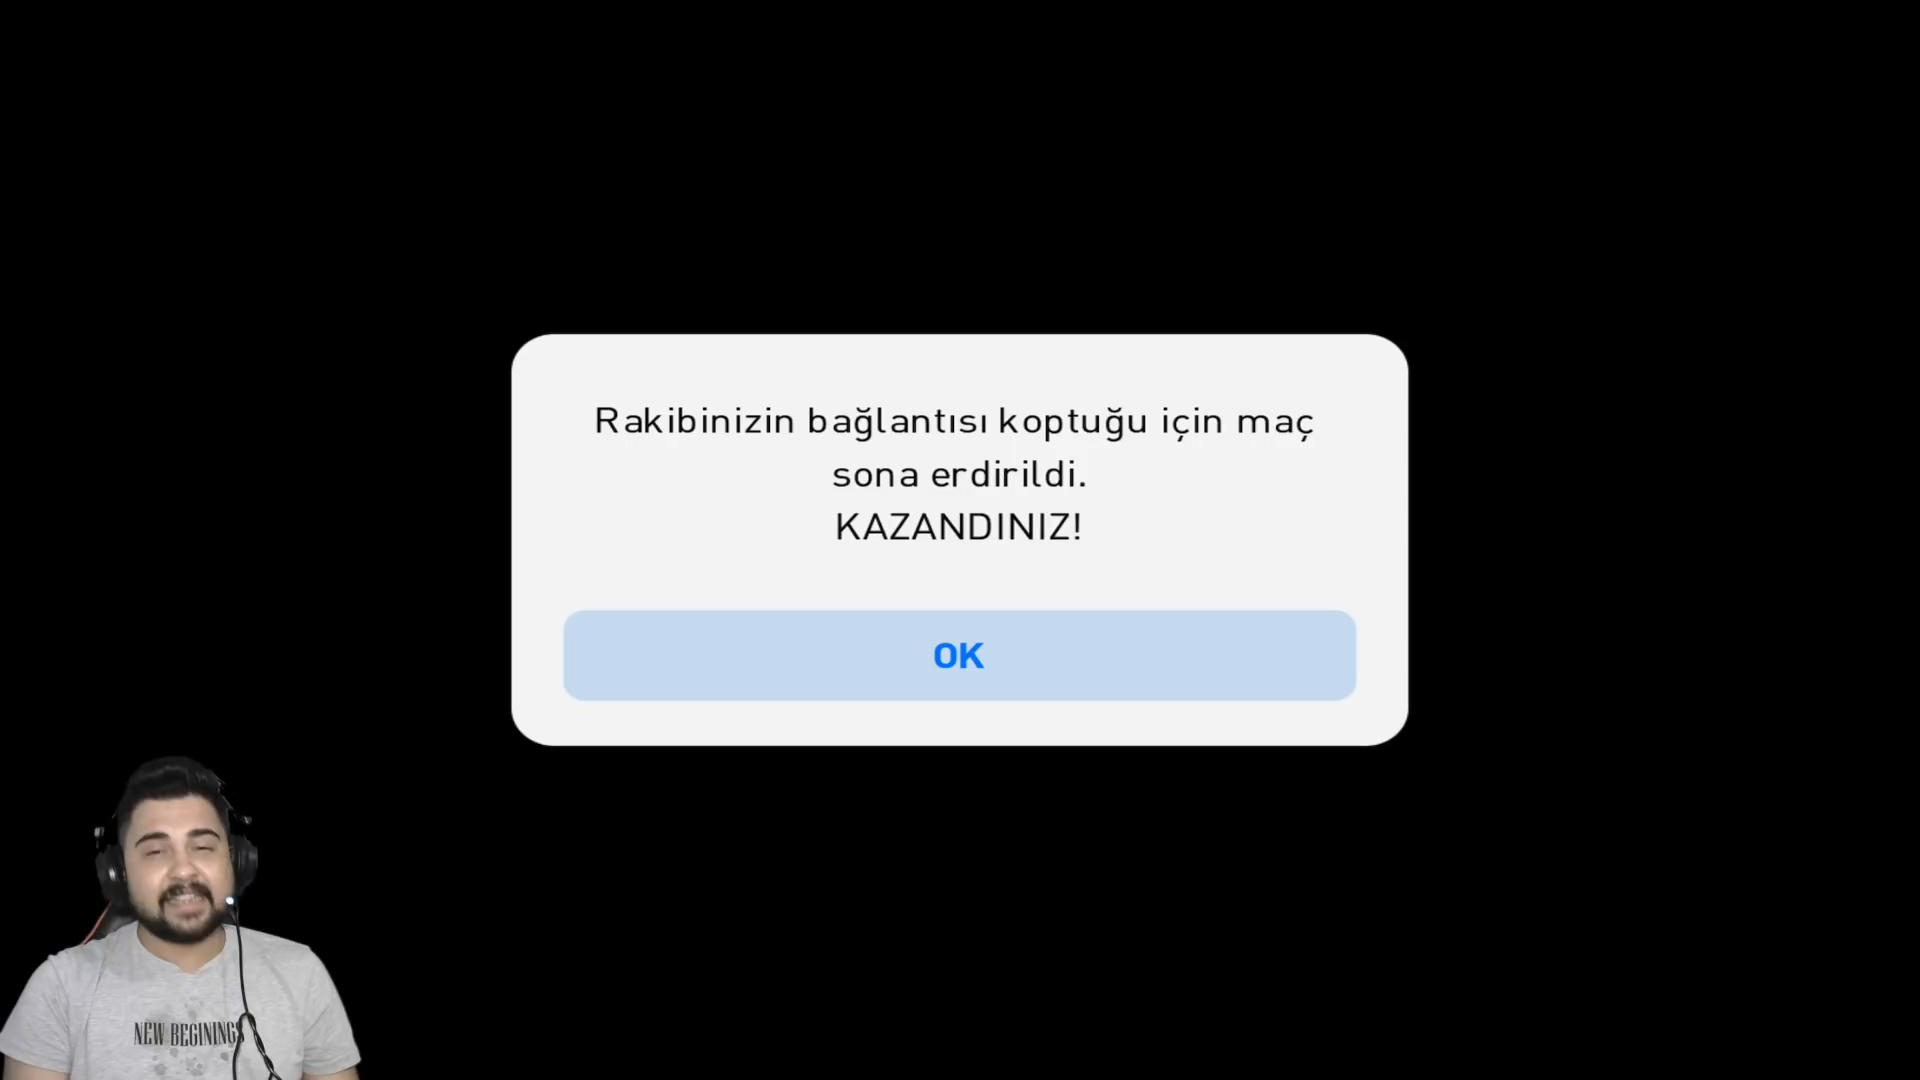 Rakibinizin bağlantısı koptuğu için maç
sona erdirildi.
KAZANDINIZ!
OK
NEW BEGININGS